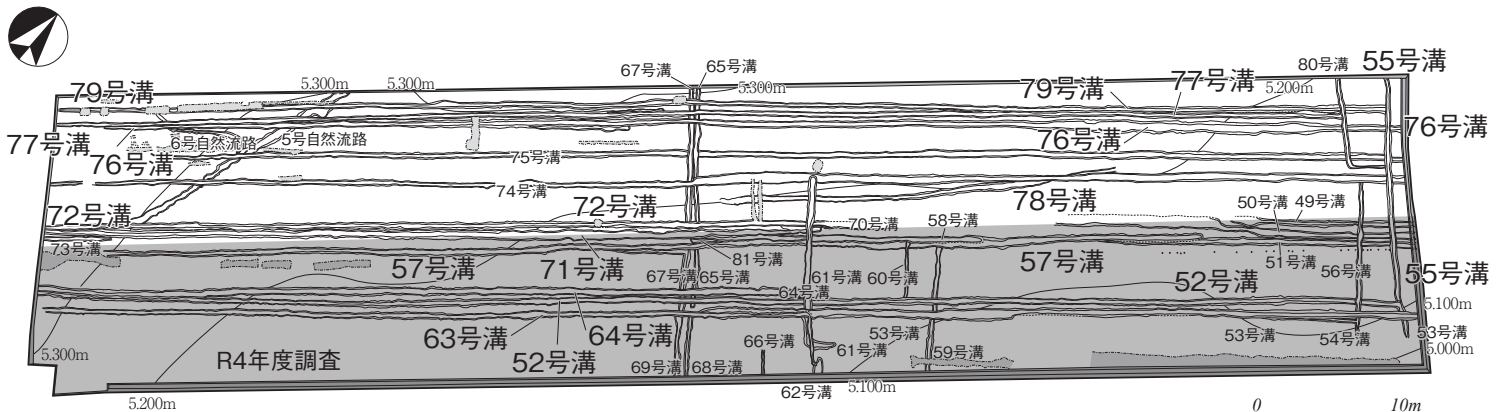 67号溝
65号溝
80号溝
55号溝
79号溝
5.300m
5.300m
5.300m
79号溝
77号溝
5.200m
77号溝
76号溝
6号自然流路
5号自然流路
75号溝
76号溝
76号溝
74号溝
72号溝
72号溝
78号溝
50号溝
49号溝
73号溝
70号溝
58号溝
57号溝
71号溝
81号溝
67号溝
65号溝
61号溝
60号溝
57号溝
51号溝
56号溝
55号溝
64号溝
52号溝
5.100m
63号溝
64号溝
52号溝
66号溝
53号溝
61号溝
59号溝
53号溝
54号溝
53号溝
5.000m
5.300m
R4年度調査
69号溝
68号溝
62号溝
5.100m
5.200m
0
10m